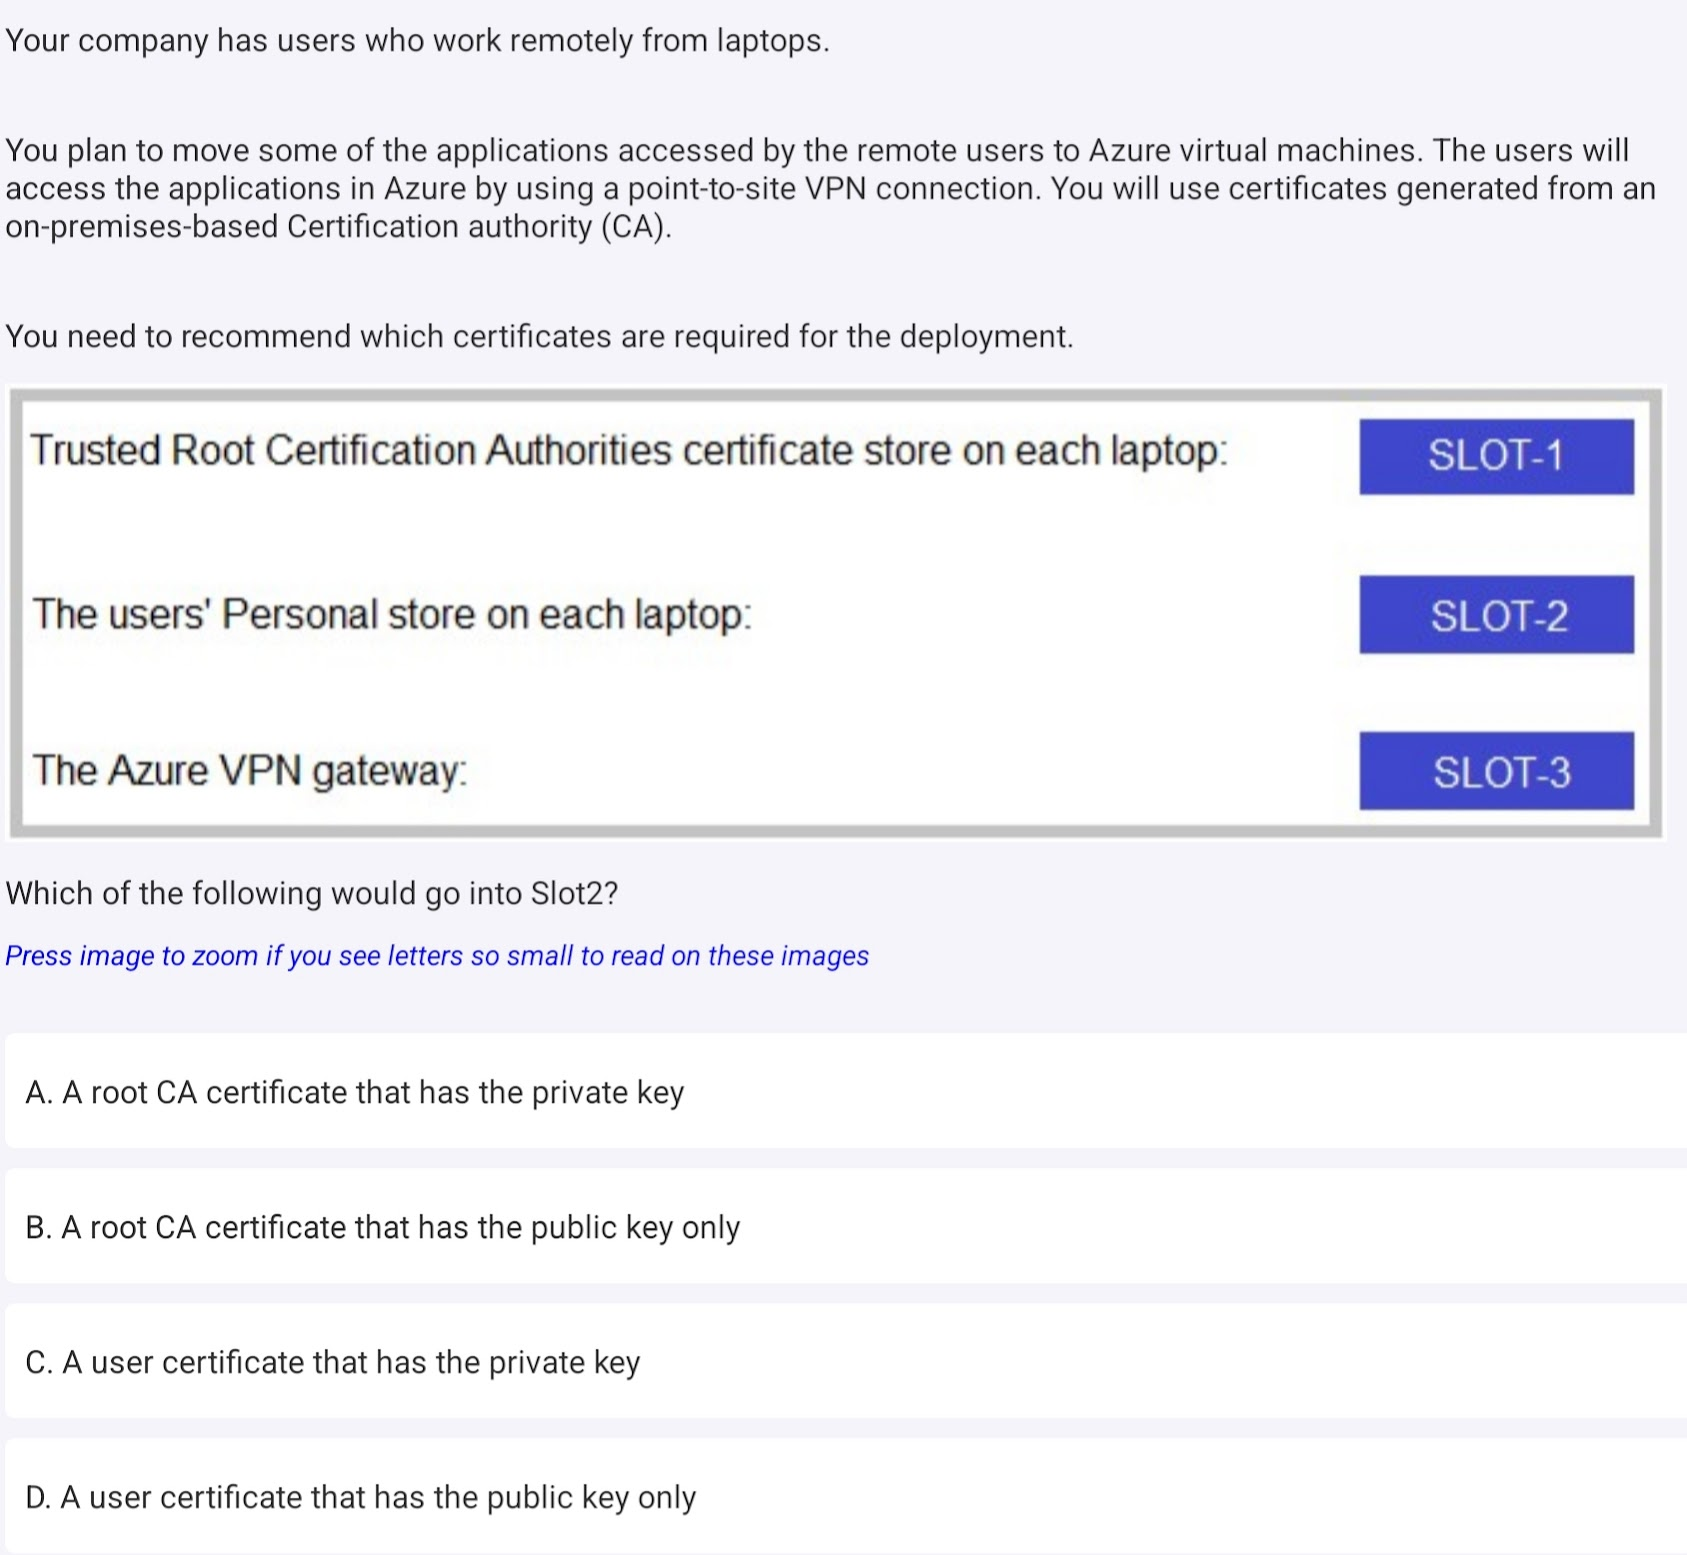 Your company has users who work remotely from laptops.
You plan to move some of the applications accessed by the remote users to Azure virtual machines. The users will
access the applications in Azure by using a point-to-site VPN connection. You will use certificates generated from an
on-premises-based Certification authority (CA).
You need to recommend which certificates are required for the deployment.
Trusted Root Certification Authorities certificate store on each laptop: SLOT-1
The users' Personal store on each laptop: SLOT-2
The Azure VPN gateway: SLOT-3
Which of the following would go into Slot2?
Press image to zoom if you see letters so small to read on these images
A. A root CA certificate that has the private key
B. A root CA certificate that has the public key only
C. A user certificate that has the private key
D. A user certificate that has the public key only